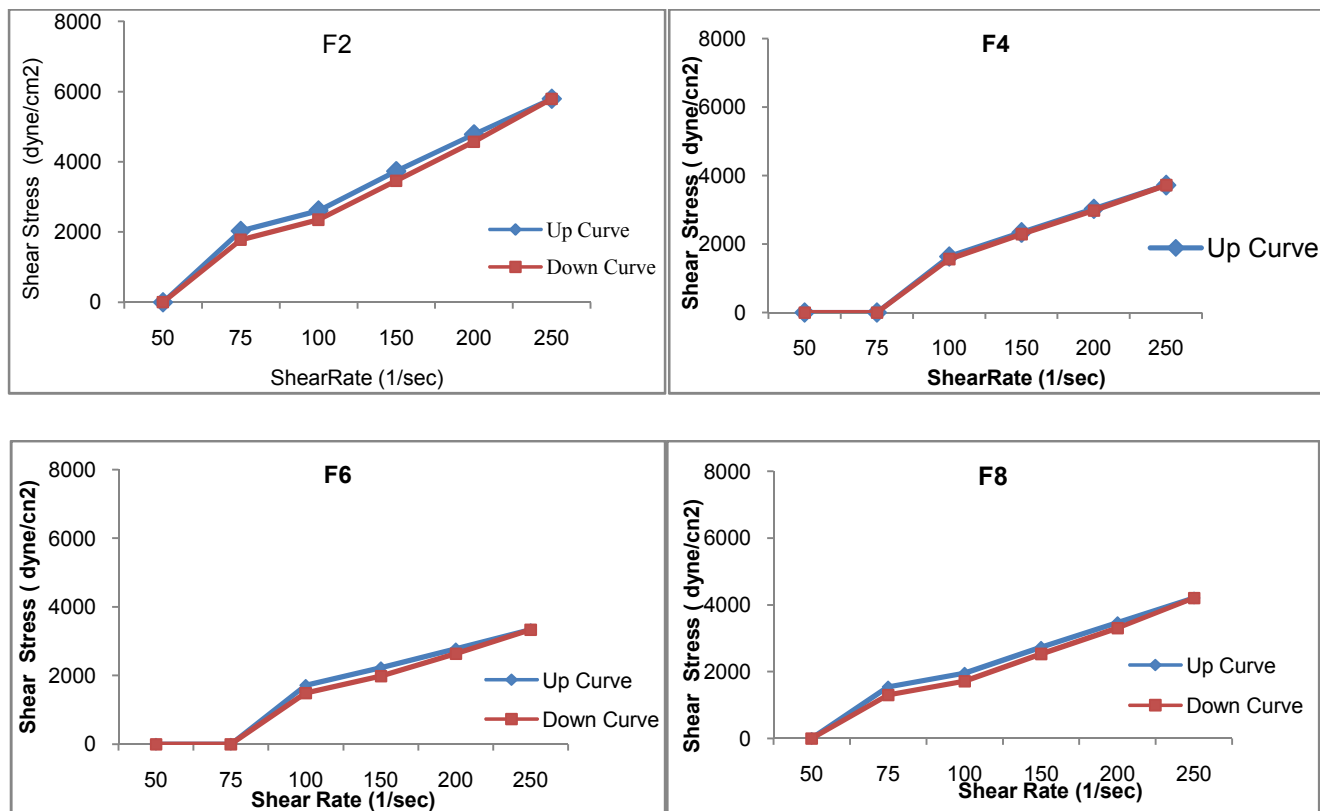 F2
8000
6000
4000
2000
0
Shear Stress (dyne/cm2)
50 75 100 150 200 250
ShearRate (1/sec)
Up Curve
Down Curve
F4
8000
6000
4000
2000
0
Shear Stress ( dyne/cn2)
50 75 100 150 200 250
ShearRate (1/sec)
Up Curve
F6
8000
6000
4000
2000
0
Shear Stress ( dyne/cn2)
50 75 100 150 200 250
Shear Rate (1/sec)
Up Curve
Down Curve
F8
8000
6000
4000
2000
0
Shear Stress ( dyne/cn2)
50 75 100 150 200 250
Shear Rate (1/sec)
Up Curve
Down Curve